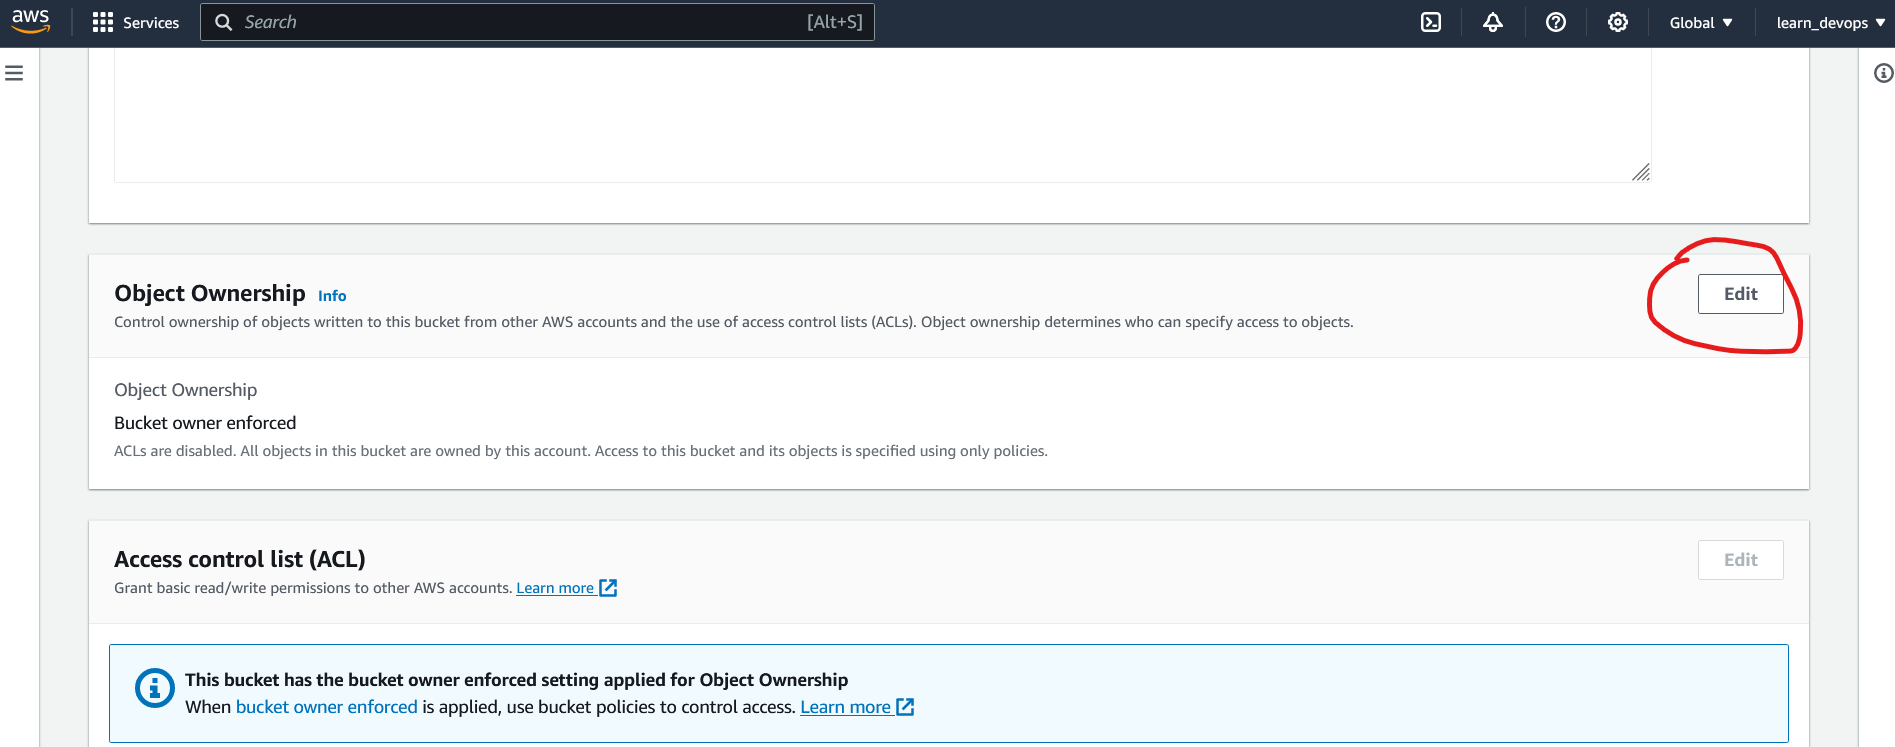 aws Services Search [Alt+S] Global learn_devops
Object Ownership Info
Edit
Control ownership of objects written to this bucket from other AWS accounts and the use of access control lists (ACLs). Object ownership determines who can specify access to objects.
Object Ownership
Bucket owner enforced
ACLs are disabled. All objects in this bucket are owned by this account. Access to this bucket and its objects is specified using only policies.
Access control list (ACL)
Edit
Grant basic read/write permissions to other AWS accounts. Learn more
This bucket has the bucket owner enforced setting applied for Object Ownership
When bucket owner enforced is applied, use bucket policies to control access. Learn more